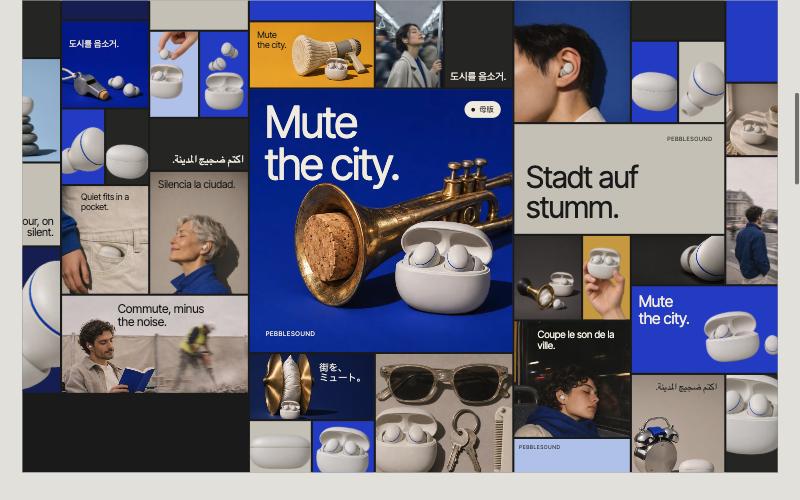 도시를 음소거.
اكتم ضجيج المدينة.
Quiet fits in a
pocket.
Silencia la ciudad.
our, on
silent.
Commute, minus
the noise.
Mute
the city.
도시를 음소거.
母版
Mute
the city.
PEBBLESOUND
街を、
ミュート。
PEBBLESOUND
Stadt auf
stumm.
Coupe le son de la
ville.
PEBBLESOUND
Mute
the city.
اكتم ضجيج المدينة.